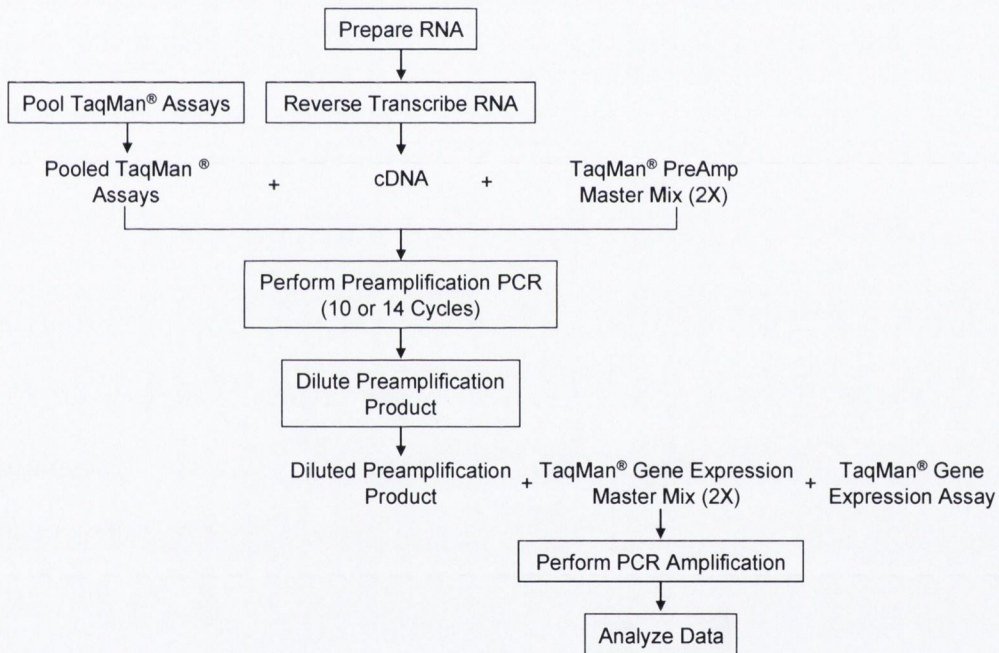 Prepare RNA
Pool TaqMan® Assays
Reverse Transcribe RNA
Pooled TaqMan ®
Assays
+
cDNA
+
TaqMan® PreAmp
Master Mix (2X)
Perform Preamplification PCR
(10 or 14 Cycles)
Dilute Preamplification
Product
Diluted Preamplification
Product
+
TaqMan® Gene Expression
Master Mix (2X)
+
TaqMan® Gene
Expression Assay
Perform PCR Amplification
Analyze Data